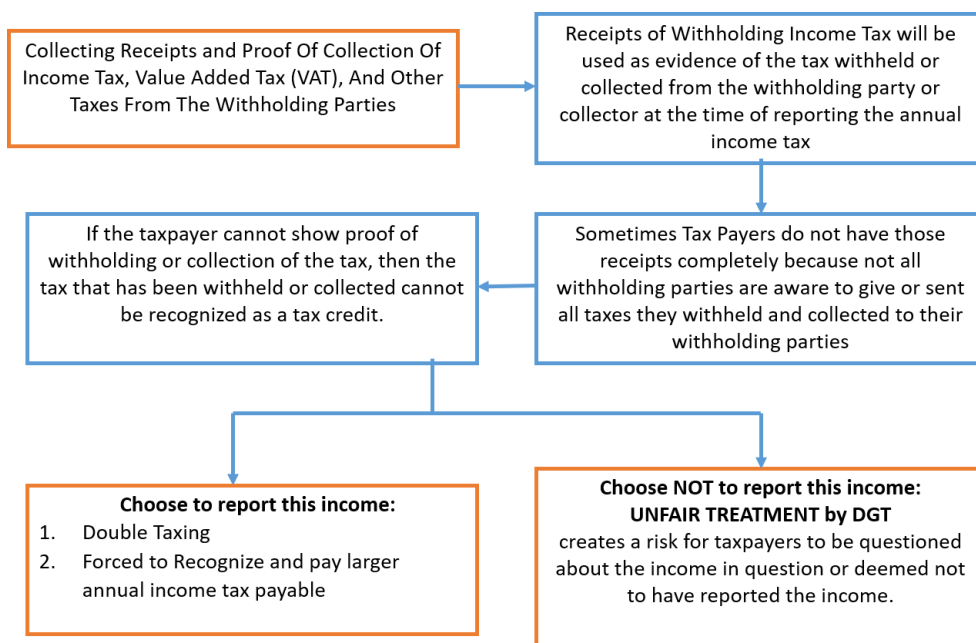 Collecting Receipts and Proof Of Collection Of
Income Tax, Value Added Tax (VAT), And Other
Taxes From The Withholding Parties
Receipts of Withholding Income Tax will be
used as evidence of the tax withheld or
collected from the withholding party or
collector at the time of reporting the annual
income tax
Sometimes Tax Payers do not have those
receipts completely because not all
withholding parties are aware to give or sent
all taxes they withheld and collected to their
withholding parties
If the taxpayer cannot show proof of
withholding or collection of the tax, then the
tax that has been withheld or collected cannot
be recognized as a tax credit.
Choose to report this income:
1. Double Taxing
2. Forced to Recognize and pay larger
annual income tax payable
Choose NOT to report this income:
UNFAIR TREATMENT by DGT
creates a risk for taxpayers to be questioned
about the income in question or deemed not
to have reported the income.